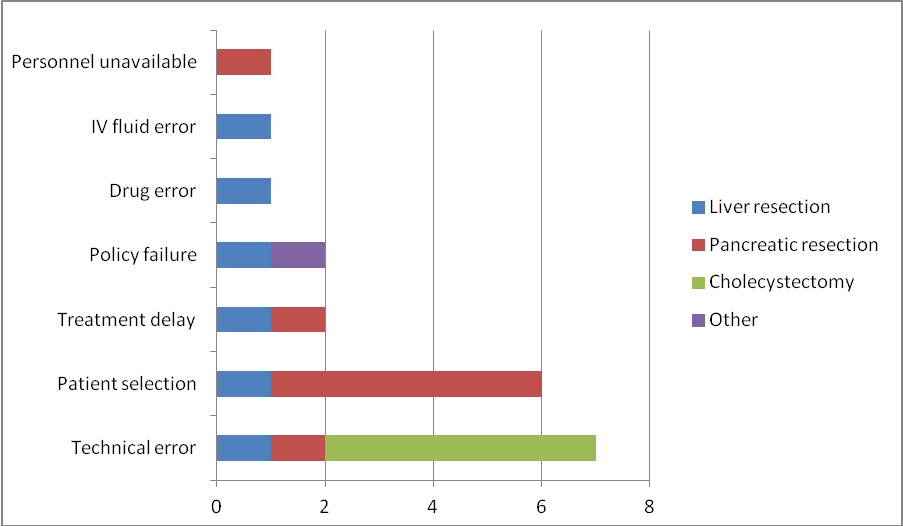 Personnel unavailable
IV fluid error
Drug error
Policy failure
Treatment delay
Patient selection
Technical error
0 2 4 6 8
Liver resection
Pancreatic resection
Cholecystectomy
Other